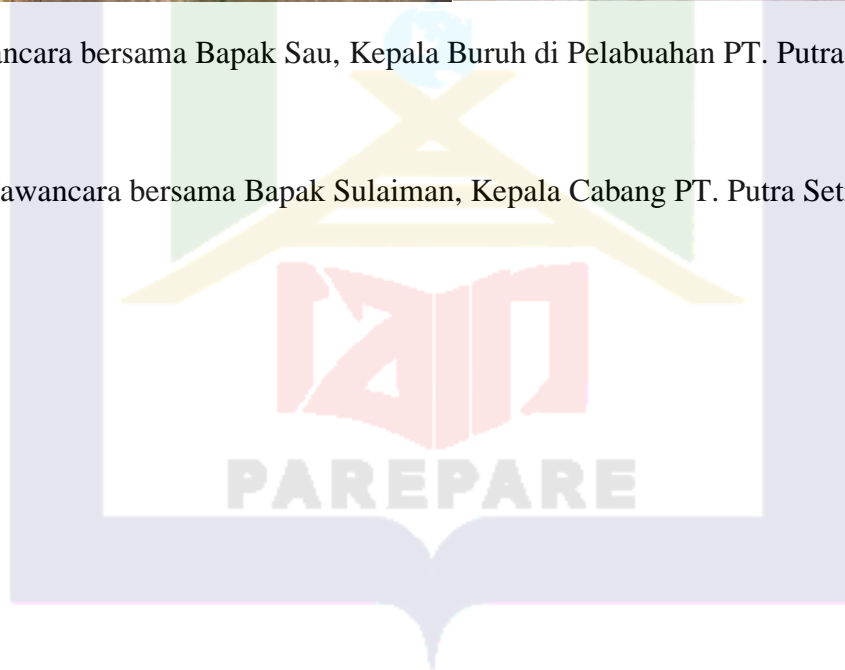 ncara bersama Bapak Sau, Kepala Buruh di Pelabuahan PT. Putra
awancara bersama Bapak Sulaiman, Kepala Cabang PT. Putra Set
PAREPARE